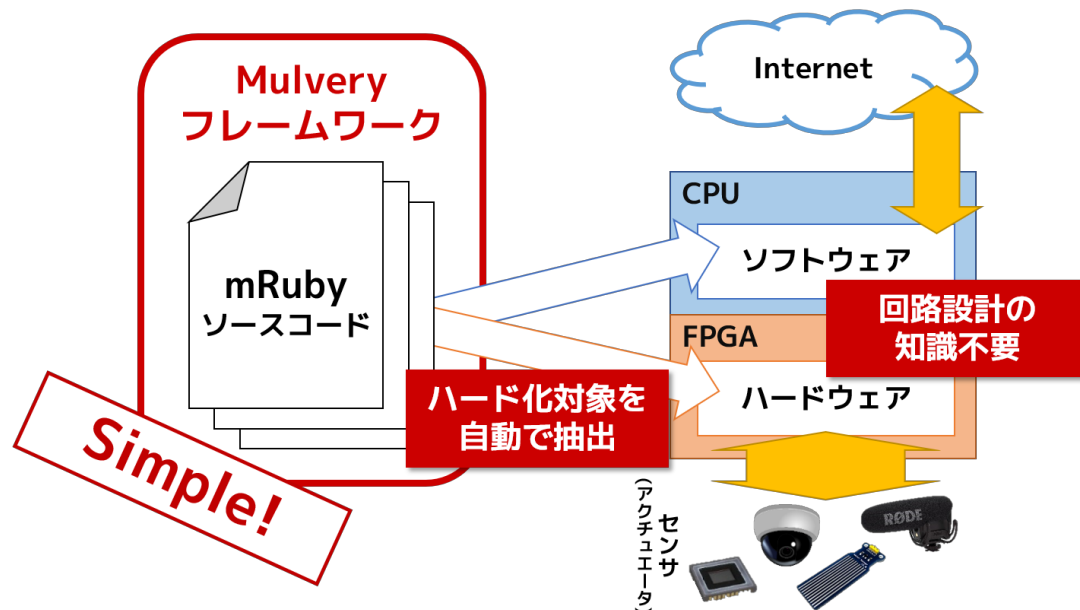 Mulvery
フレームワーク
mRuby
ソースコード
Simple!
ハード化対象を
自動で抽出
Internet
CPU
ソフトウェア
回路設計の
知識不要
FPGA
ハードウェア
センサ
(アクチュエータ)
RØDE